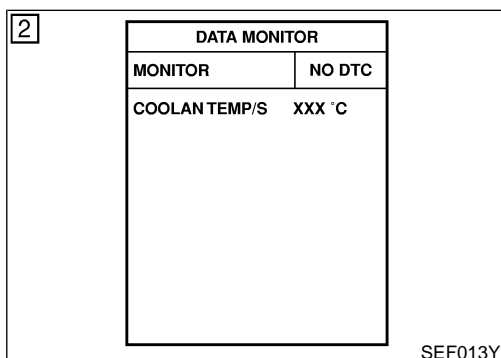 2
DATA MONITOR
MONITOR NO DTC
COOLAN TEMP/S XXX °C
SEF013Y